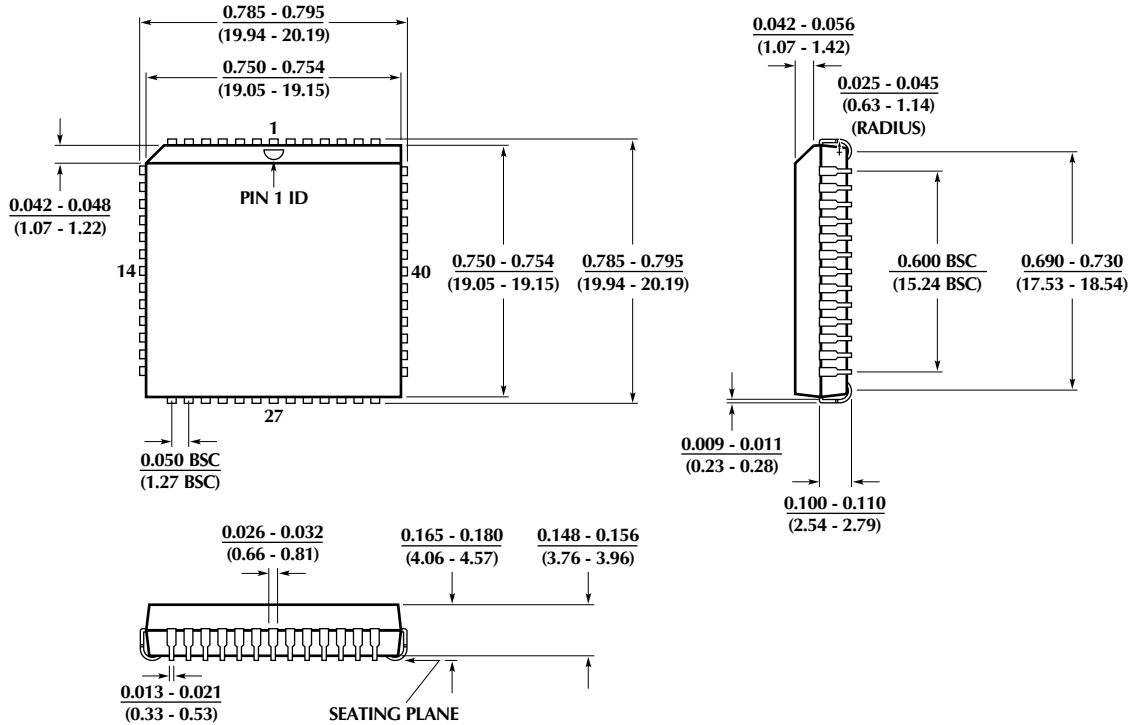 0.785 - 0.795
(19.94 - 20.19)
0.750 - 0.754
(19.05 - 19.15)
1
PIN 1 ID
0.042 - 0.048
(1.07 - 1.22)
14
40
0.750 - 0.754
(19.05 - 19.15)
0.785 - 0.795
(19.94 - 20.19)
27
0.050 BSC
(1.27 BSC)
0.042 - 0.056
(1.07 - 1.42)
0.025 - 0.045
(0.63 - 1.14)
(RADIUS)
0.600 BSC
(15.24 BSC)
0.690 - 0.730
(17.53 - 18.54)
0.009 - 0.011
(0.23 - 0.28)
0.100 - 0.110
(2.54 - 2.79)
0.026 - 0.032
(0.66 - 0.81)
0.165 - 0.180
(4.06 - 4.57)
0.148 - 0.156
(3.76 - 3.96)
0.013 - 0.021
(0.33 - 0.53)
SEATING PLANE